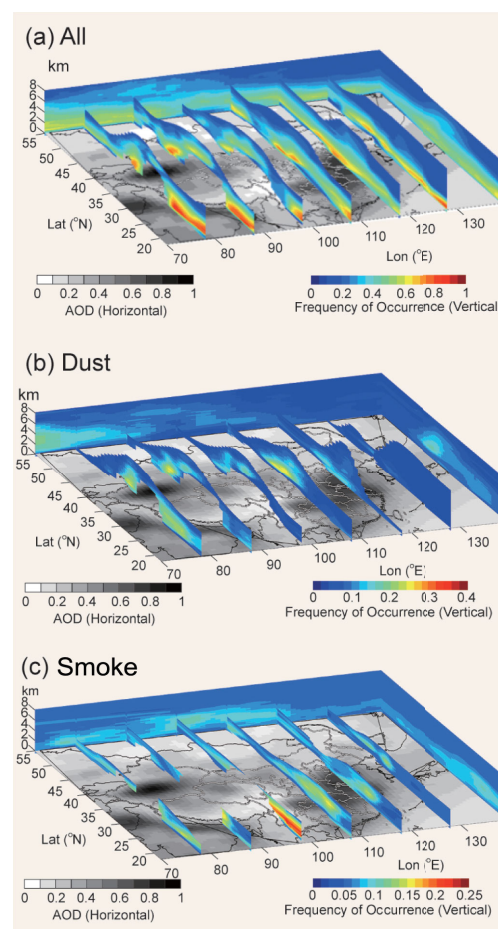 (a) All
km
8
6
4
2
0
55
50
45
40
35
30
25
20
Lat (°N)
70
80
90
100
110
120
130
Lon (°E)
0 0.2 0.4 0.6 0.8 1
AOD (Horizontal)
0 0.2 0.4 0.6 0.8 1
Frequency of Occurrence (Vertical)
(b) Dust
km
8
6
4
2
0
55
50
45
40
35
30
25
20
Lat (°N)
70
80
90
100
110
120
130
Lon (°E)
0 0.2 0.4 0.6 0.8 1
AOD (Horizontal)
0 0.1 0.2 0.3 0.4
Frequency of Occurrence (Vertical)
(c) Smoke
km
8
6
4
2
0
55
50
45
40
35
30
25
20
Lat (°N)
70
80
90
100
110
120
130
Lon (°E)
0 0.2 0.4 0.6 0.8 1
AOD (Horizontal)
0 0.05 0.1 0.15 0.2 0.25
Frequency of Occurrence (Vertical)